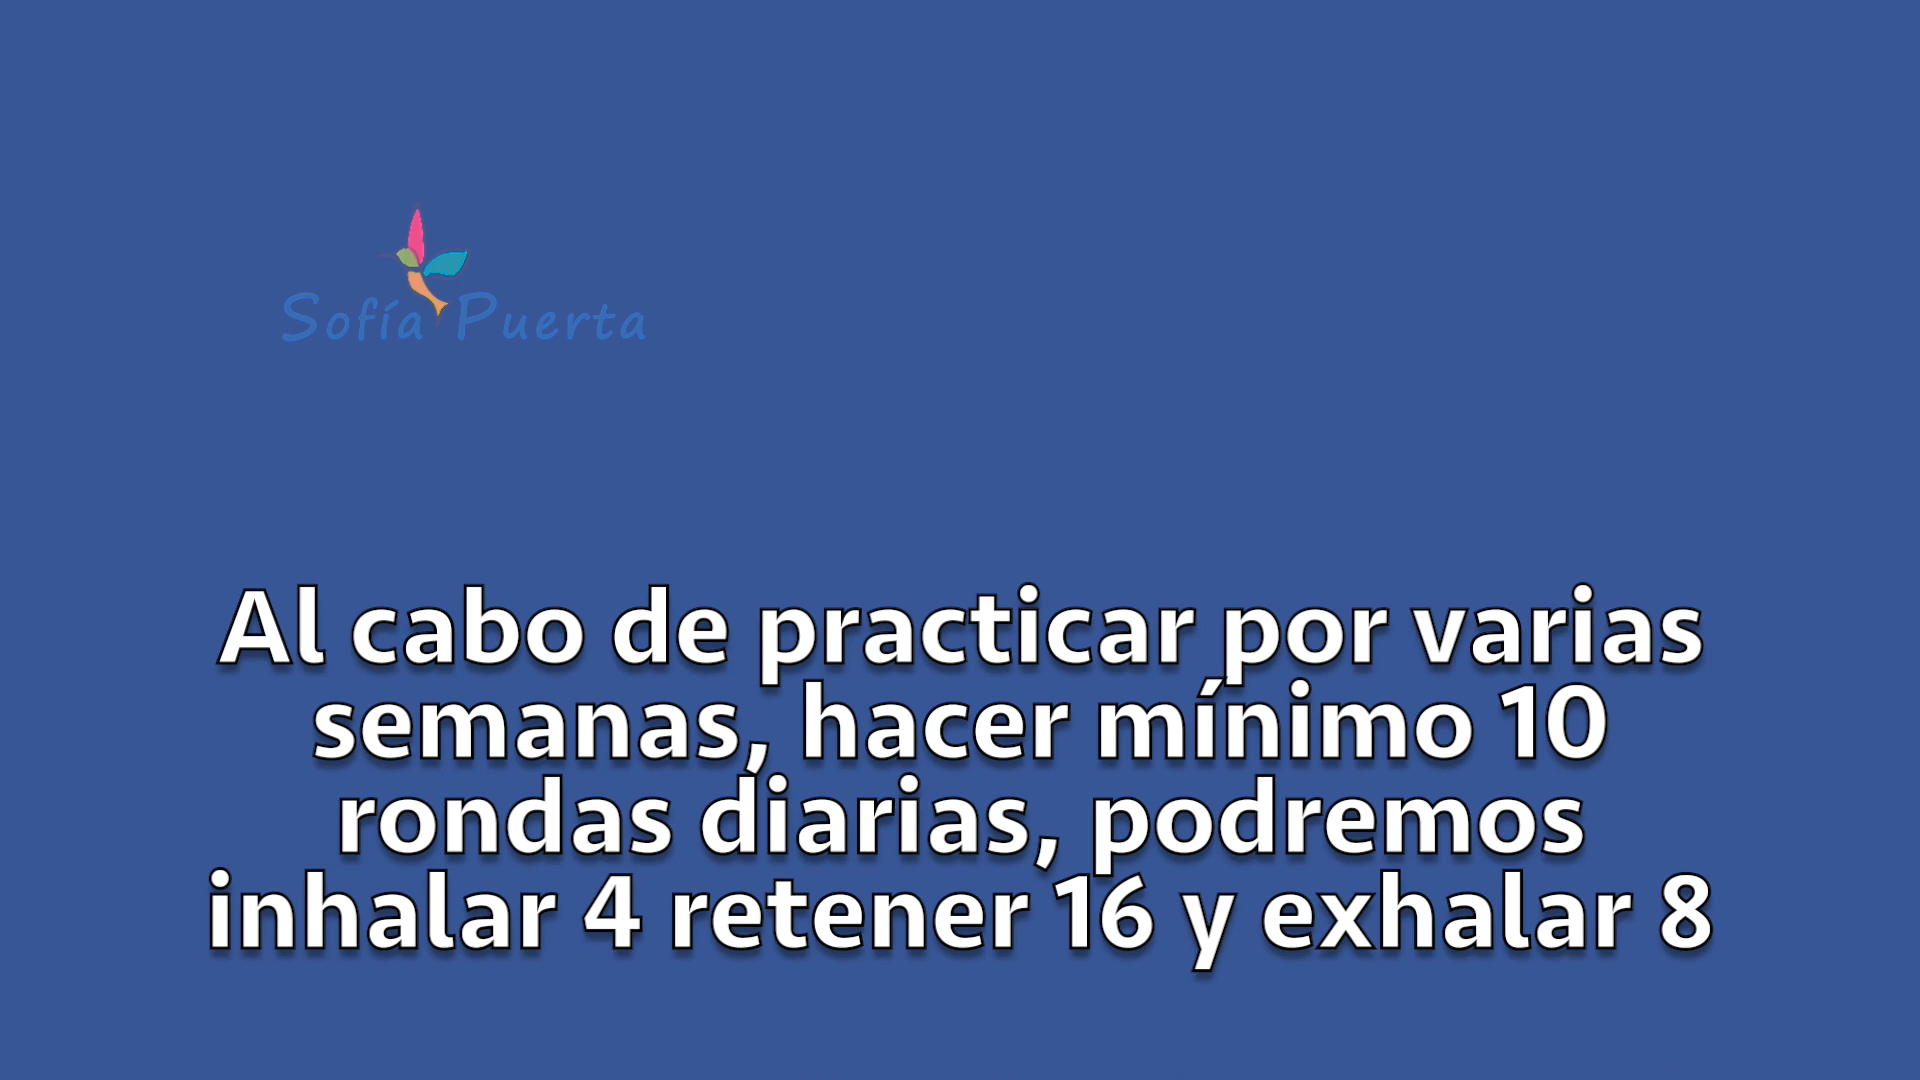 Sofía Puerta
Al cabo de practicar por varias
semanas, hacer mínimo 10
rondas diarias, podremos
inhalar 4 retener 16 y exhalar 8